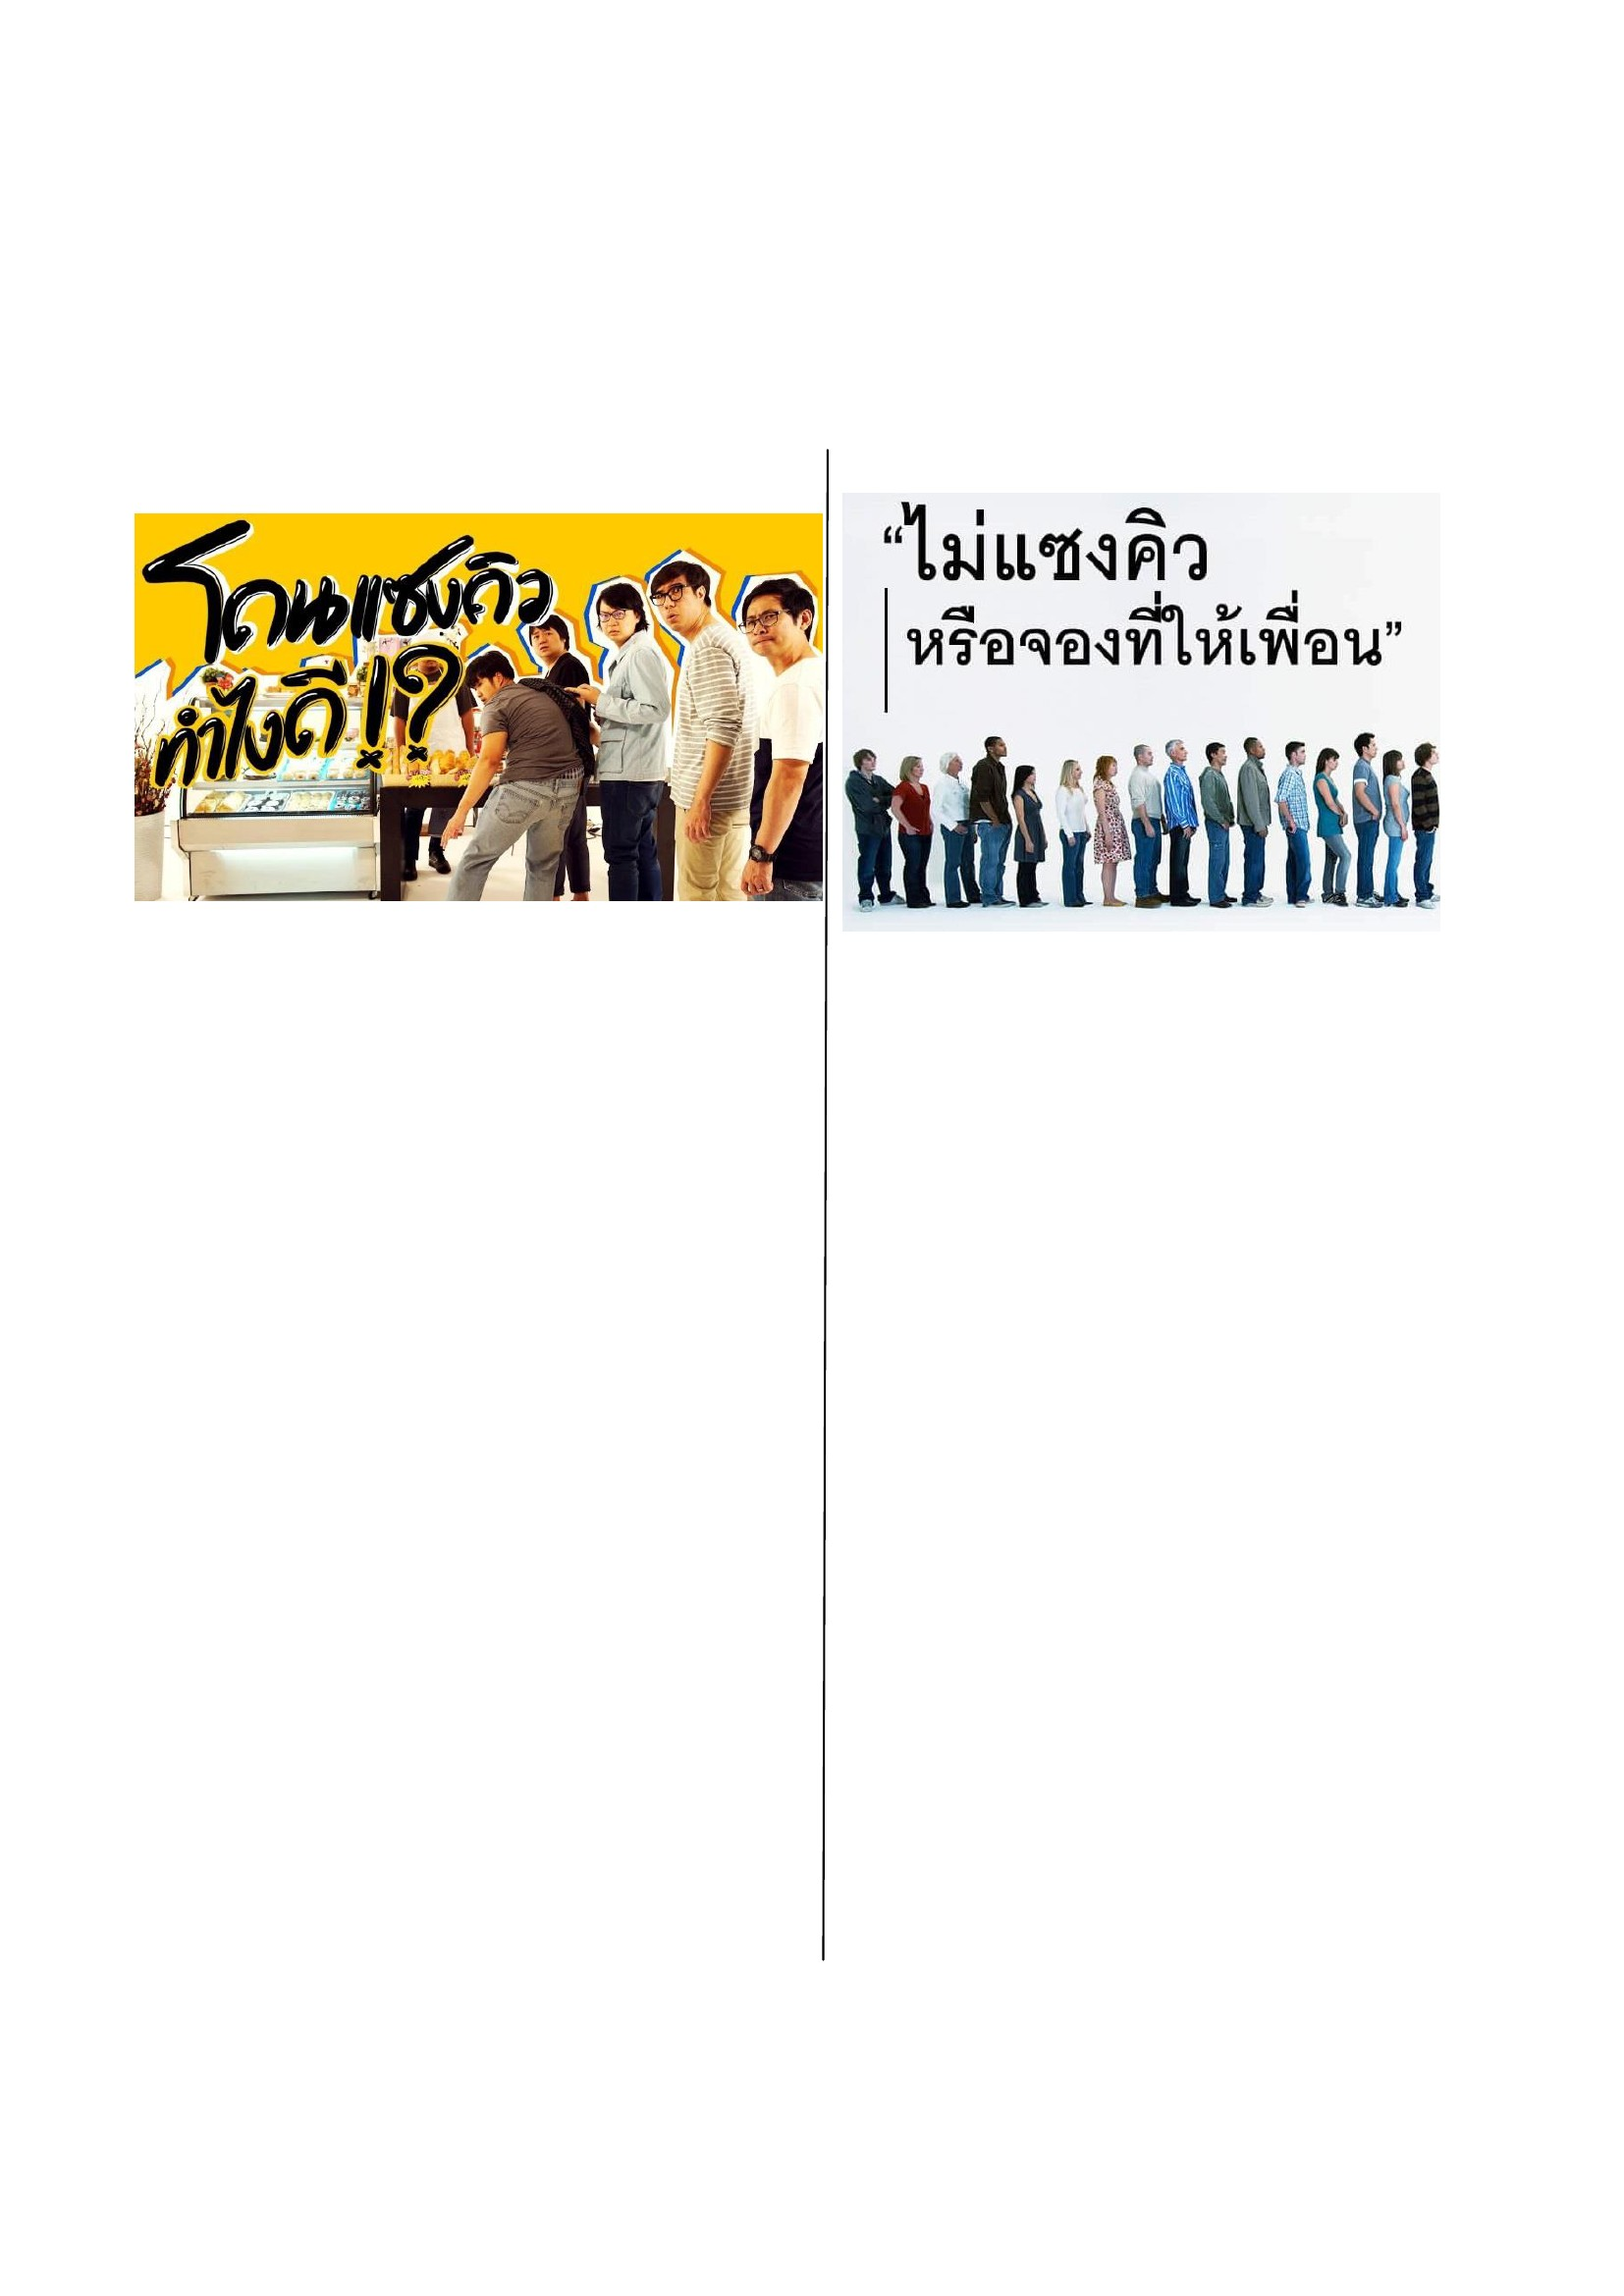 โดนแซงคิว
ทำไงดี!?
“ไม่แซงคิว
หรือจองที่ให้เพื่อน”